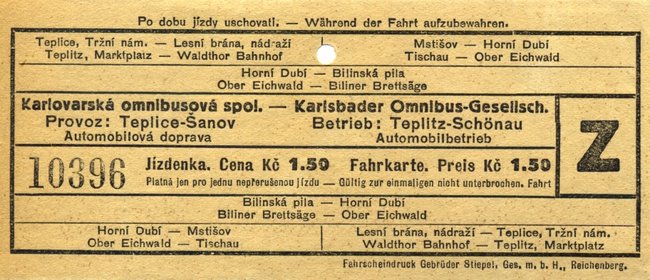 Po dobu jízdy uschovati. — Während der Fahrt aufzubewahren.
Teplice, Tržní nám. — Lesní brána, nádraží
Teplitz, Marktplatz — Waldthor Bahnhof
Mstišov — Horní Dubí
Tischau — Ober Eichwald
Horní Dubí — Bilinská pila
Ober Eichwald — Biliner Brettsäge
Karlovarská omnibusová spol. — Karlsbader Omnibus-Gesellsch.
Provoz: Teplice-Šanov
Betrieb: Teplitz-Schönau
Automobilová doprava
Automobilbetrieb
Z
10396
Jízdenka. Cena Kč 1.50 Fahrkarte. Preis Kč 1.50
Platná jen pro jednu nepřerušenou jízdu — Gültig zur einmaligen nicht unterbrochen. Fahrt
Bilinská pila — Horní Dubí
Biliner Brettsäge — Ober Eichwald
Horní Dubí — Mstišov
Ober Eichwald — Tischau
Lesní brána, nádraží — Teplice, Tržní nám.
Waldthor Bahnhof — Teplitz, Marktplatz
Fahrscheindruck Gebrüder Stiepel, Ges. m. b. H., Reichenberg.